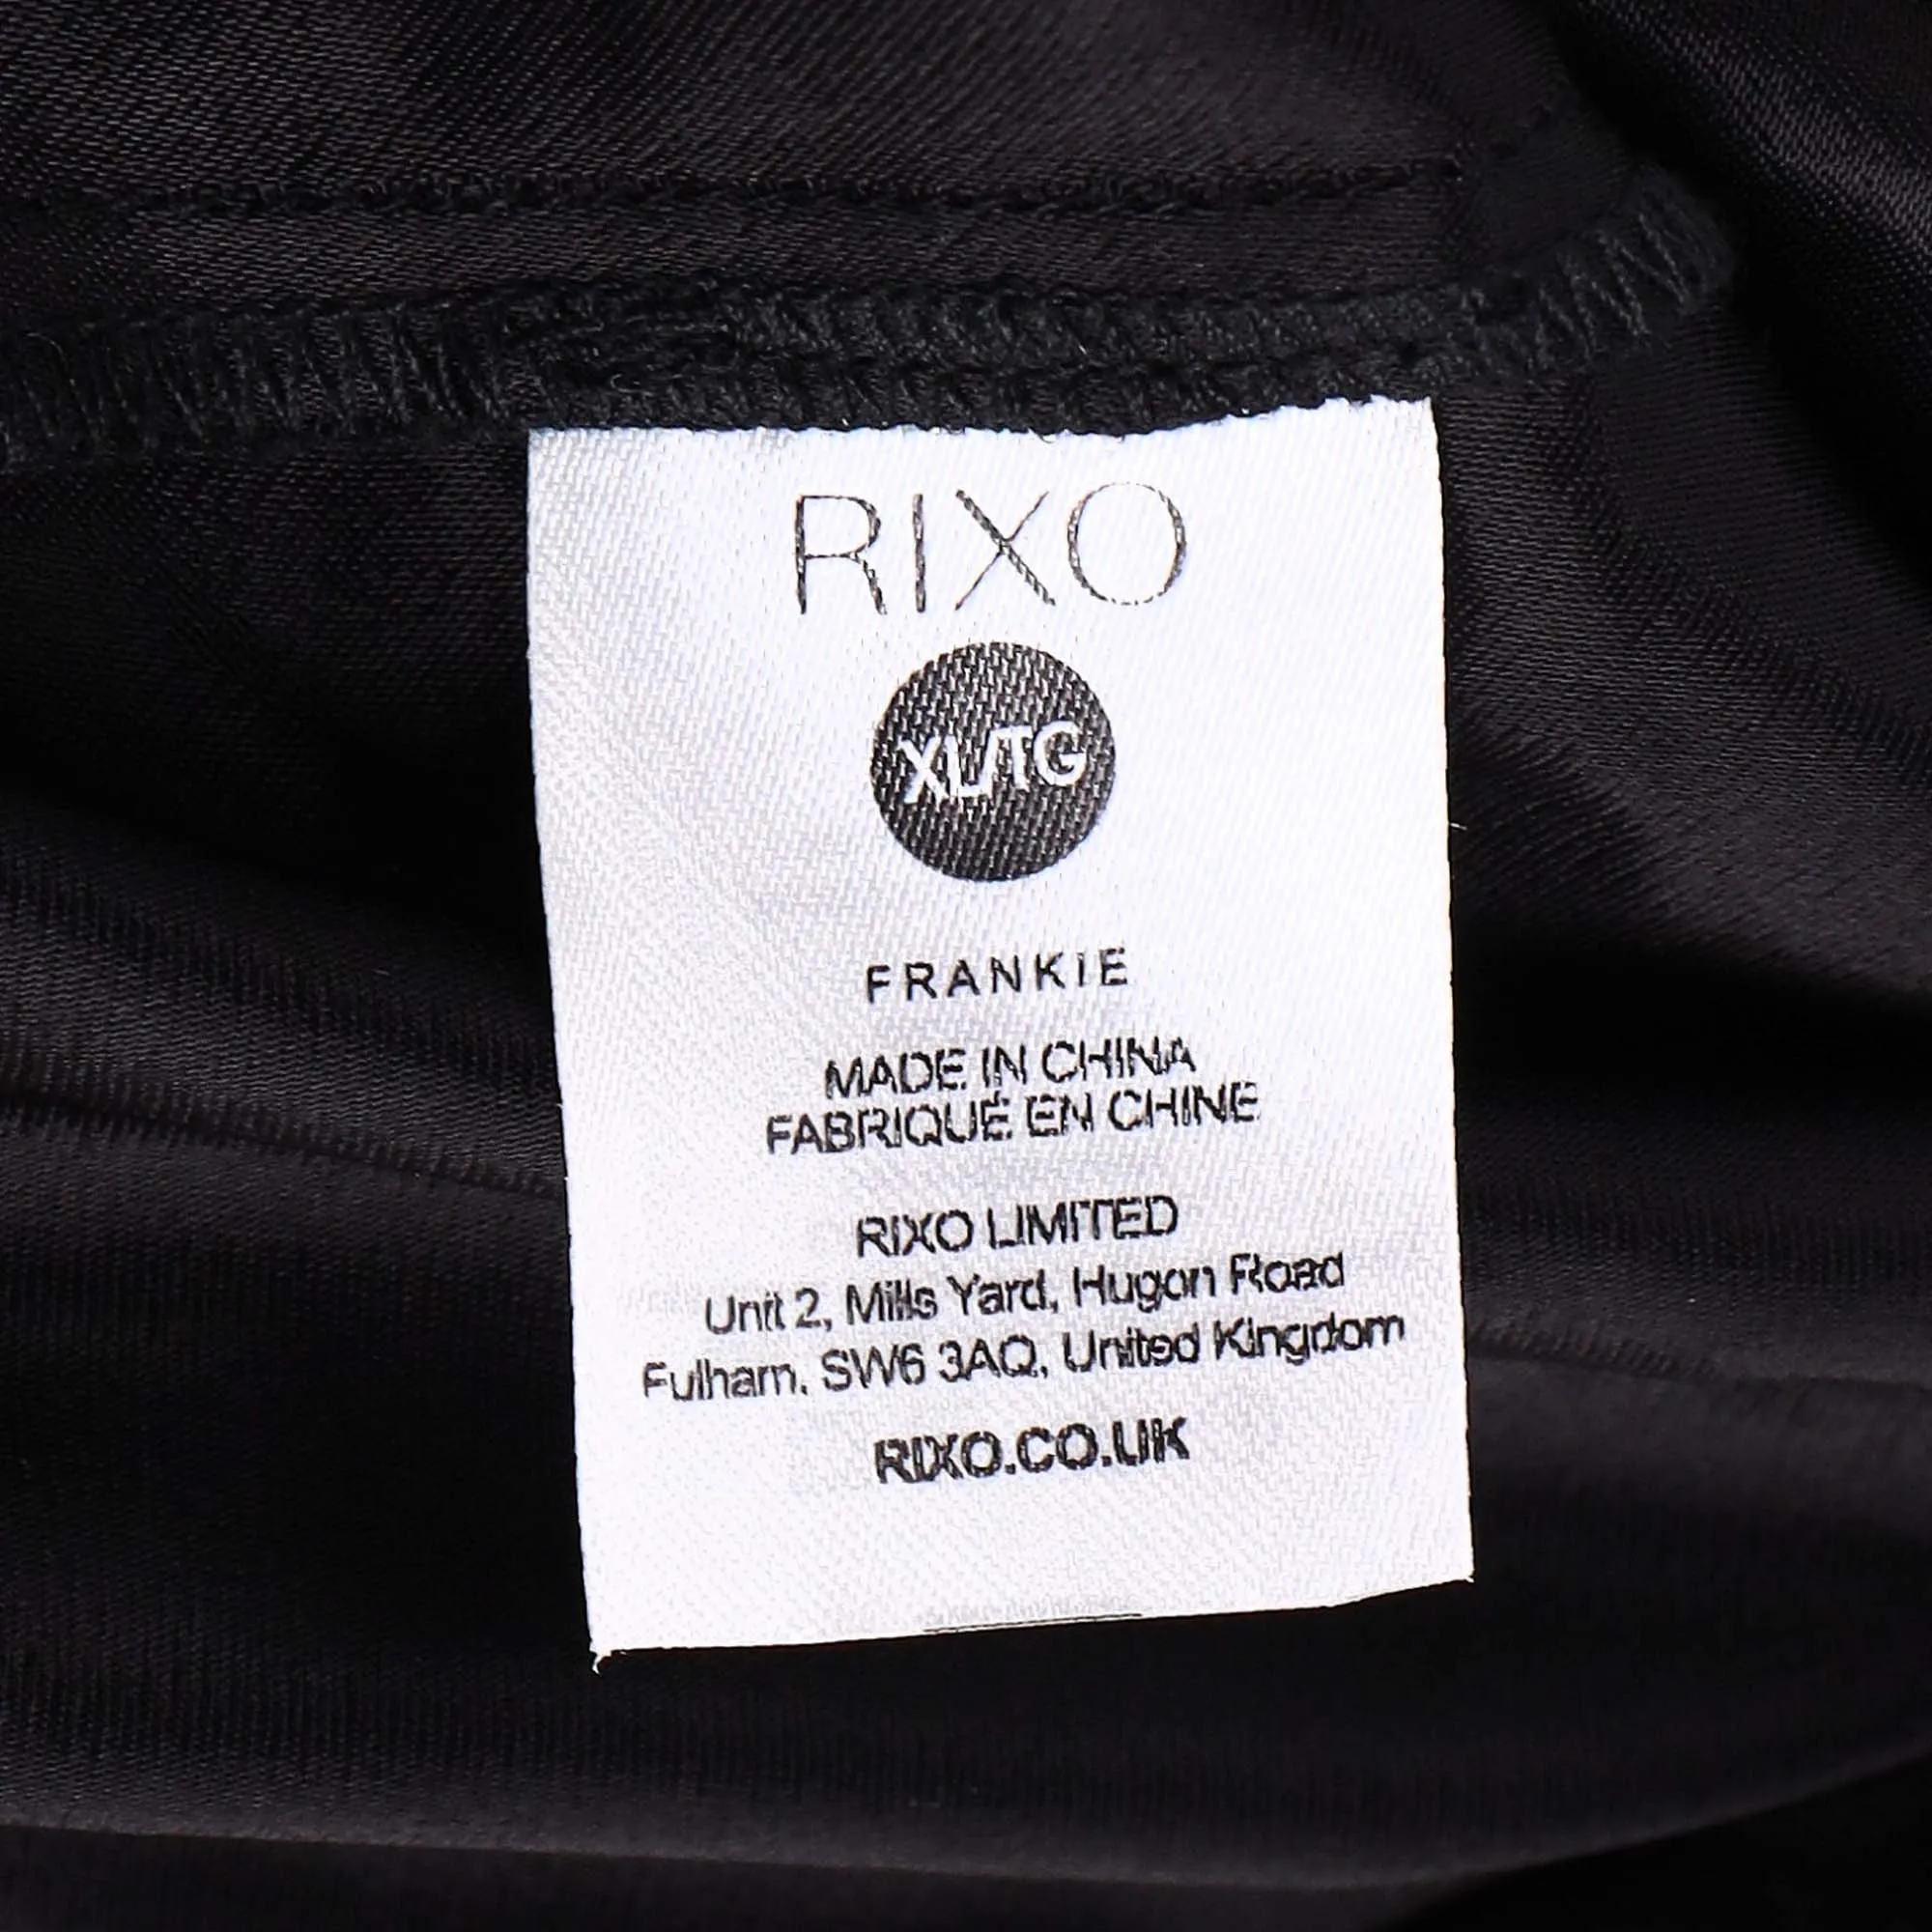 RIXO
XL/TG
FRANKIE
MADE IN CHINA
FABRIQUÉ EN CHINE
RIXO LIMITED
Unit 2, Mills Yard, Hugon Road
Fulham, SW6 3AQ, United Kingdom
RIXO.CO.UK